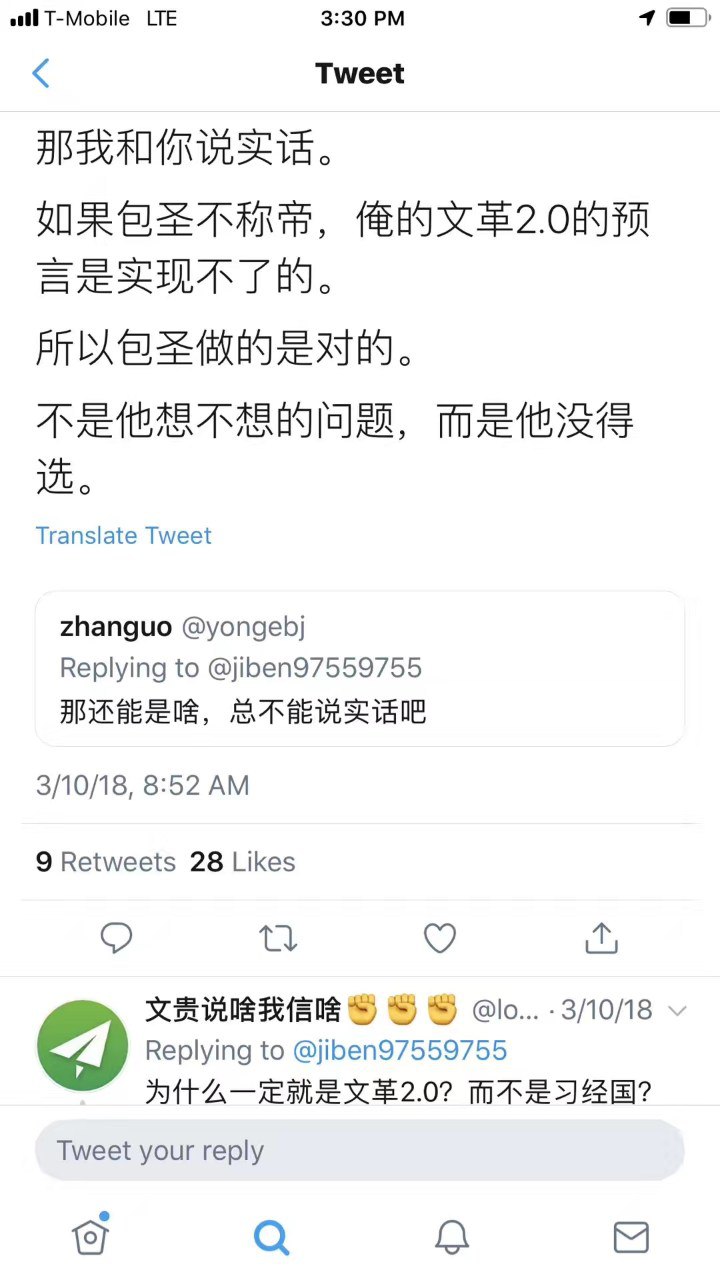 T-Mobile LTE 3:30 PM
Tweet
那我和你说实话。
如果包圣不称帝，俺的文革2.0的预
言是实现不了的。
所以包圣做的是对的。
不是他想不想的问题，而是他没得
选。
Translate Tweet
zhanguo @yongebj
Replying to @jiben97559755
那还能是啥，总不能说实话吧
3/10/18, 8:52 AM
9 Retweets 28 Likes
文贵说啥我信啥✊✊✊ @lo... · 3/10/18
Replying to @jiben97559755
为什么一定就是文革2.0？而不是习经国？
Tweet your reply